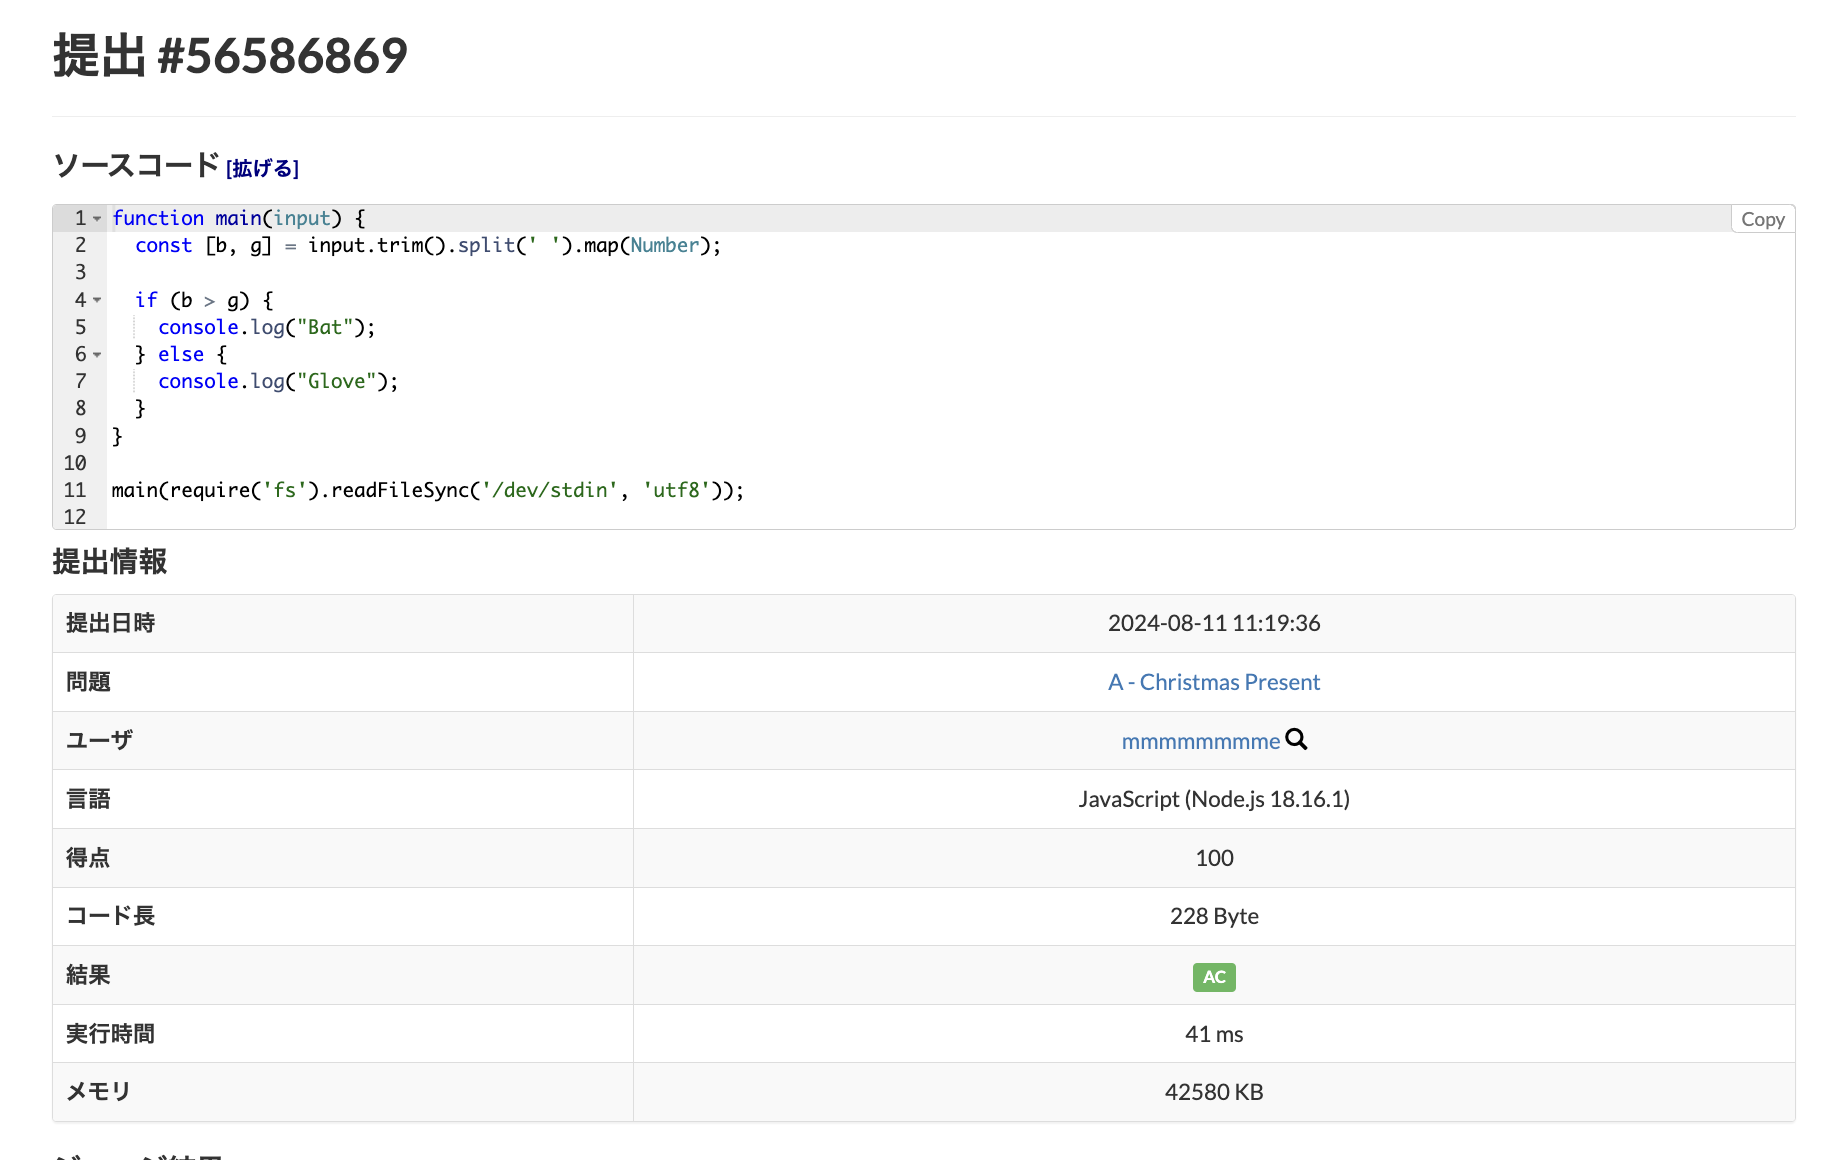 提出 #56586869
ソースコード [拡げる]
Copy
1 function main(input) {
2   const [b, g] = input.trim().split(' ').map(Number);
3
4   if (b > g) {
5     console.log("Bat");
6   } else {
7     console.log("Glove");
8   }
9 }
10
11 main(require('fs').readFileSync('/dev/stdin', 'utf8'));
12
提出情報
提出日時 2024-08-11 11:19:36
問題 A - Christmas Present
ユーザ mmmmmmmme
言語 JavaScript (Node.js 18.16.1)
得点 100
コード長 228 Byte
結果 AC
実行時間 41 ms
メモリ 42580 KB